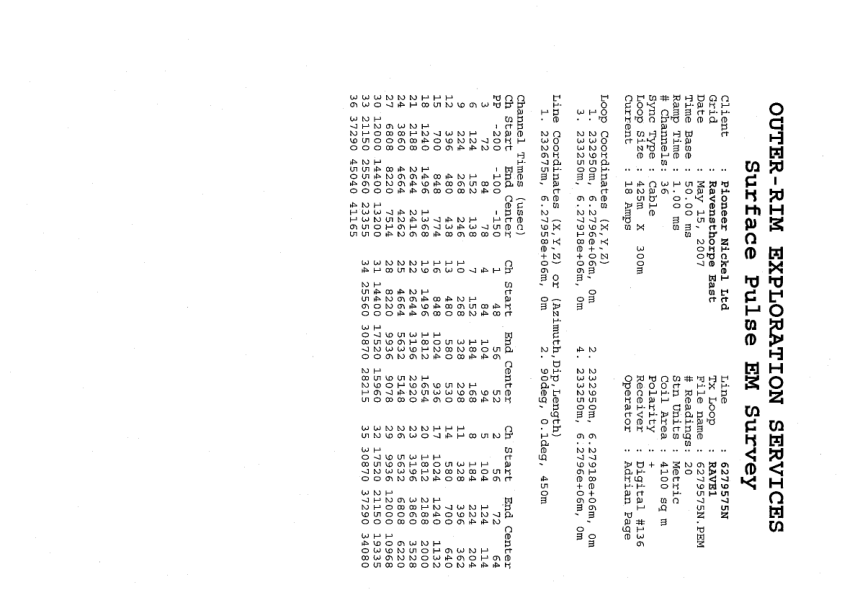 OUTER-RIM EXPLORATION SERVICES
Surface Pulse EM Survey
Client : Pioneer Nickel Ltd Line : 6279575N
Grid : Ravensthorpe East Tx Loop : RAVE1
Date : May 15, 2007 File name : 6279575N.PEM
Time Base : 50.00 ms # Readings: 20
Ramp Time : 1.00 ms Stn Units : Metric
# Channels: 36 Coil Area : 4100 sq m
Sync Type : Cable Polarity : +
Loop Size : 425m X 300m Receiver : Digital #136
Current : 18 Amps Operator : Adrian Page
Loop Coordinates (X,Y,Z)
1. 232950m, 6.2796e+06m, 0m 2. 232950m, 6.27918e+06m, 0m
3. 233250m, 6.27918e+06m, 0m 4. 233250m, 6.2796e+06m, 0m
Line Coordinates (X,Y,Z) or (Azimuth,Dip,Length)
1. 232675m, 6.27958e+06m, 0m 2. 90deg, 0.1deg, 450m
Channel Times (usec)
Ch Start End Center Ch Start End Center Ch Start End Center
PP -200 -100 -150 1 48 56 52 2 56 72 64
3 72 84 78 4 84 104 94 5 104 124 114
6 124 152 138 7 152 184 168 8 184 224 204
9 224 268 246 10 268 328 298 11 328 396 362
12 396 480 438 13 480 580 530 14 580 700 640
15 700 848 774 16 848 1024 936 17 1024 1240 1132
18 1240 1496 1368 19 1496 1812 1654 20 1812 2188 2000
21 2188 2644 2416 22 2644 3196 2920 23 3196 3860 3528
24 3860 4664 4262 25 4664 5632 5148 26 5632 6808 6220
27 6808 8220 7514 28 8220 9936 9078 29 9936 12000 10968
30 12000 14400 13200 31 14400 17520 15960 32 17520 21150 19335
33 21150 25560 23355 34 25560 30870 28215 35 30870 37290 34080
36 37290 45040 41165